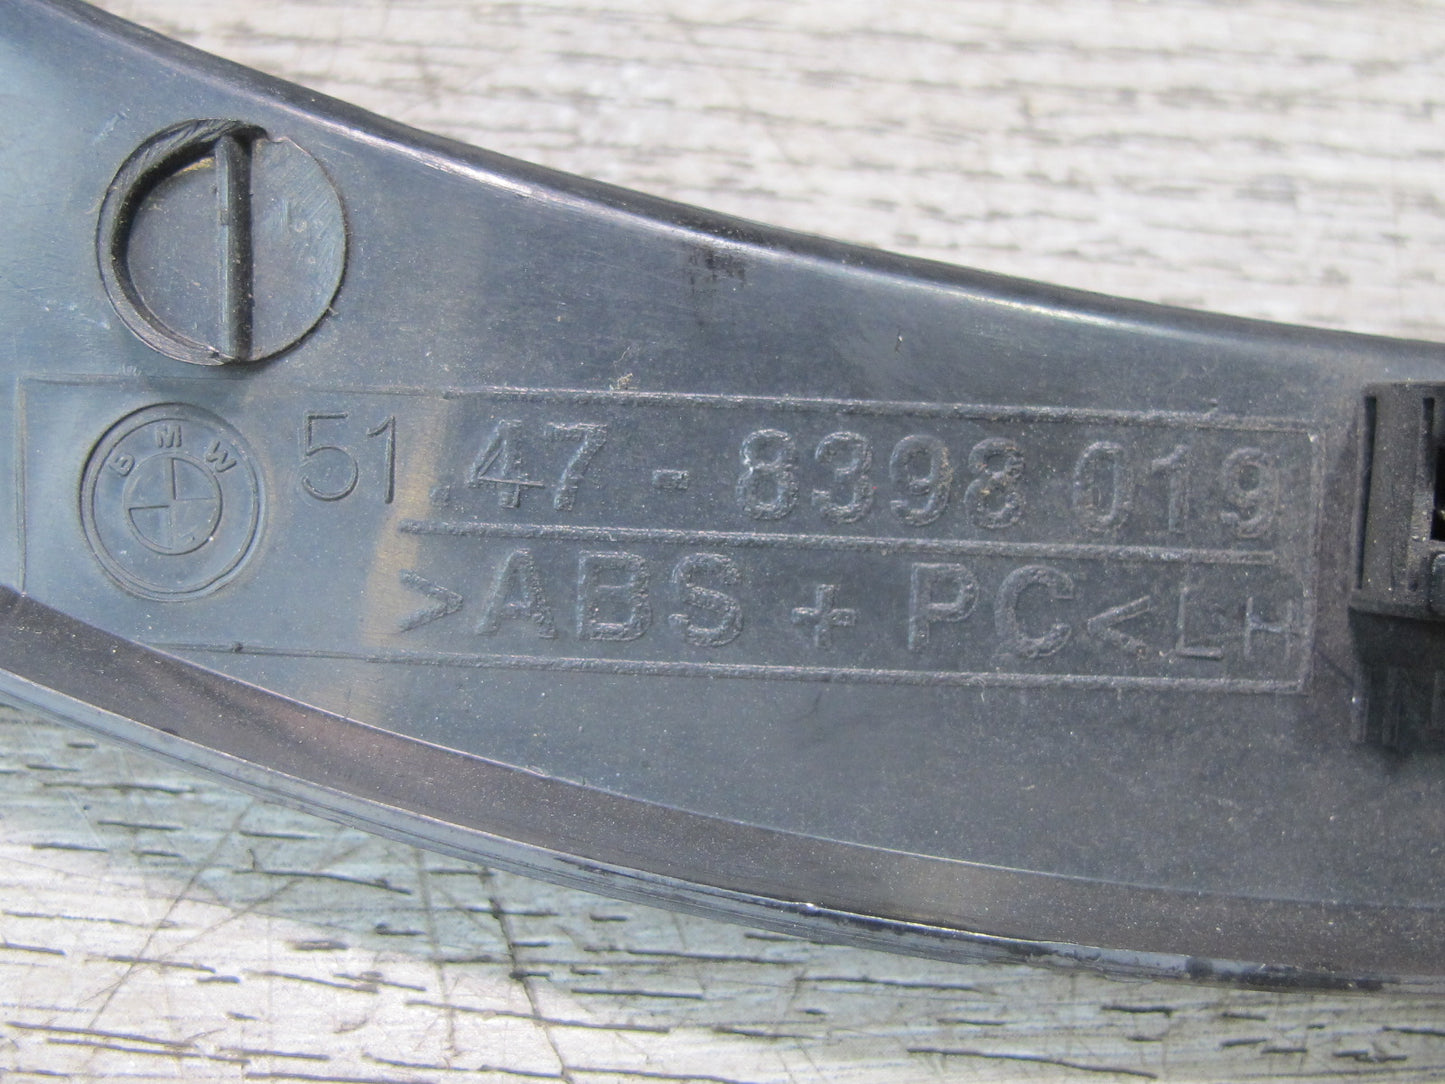 BMW 51.47 - 8398 019
>ABS + PC< LH